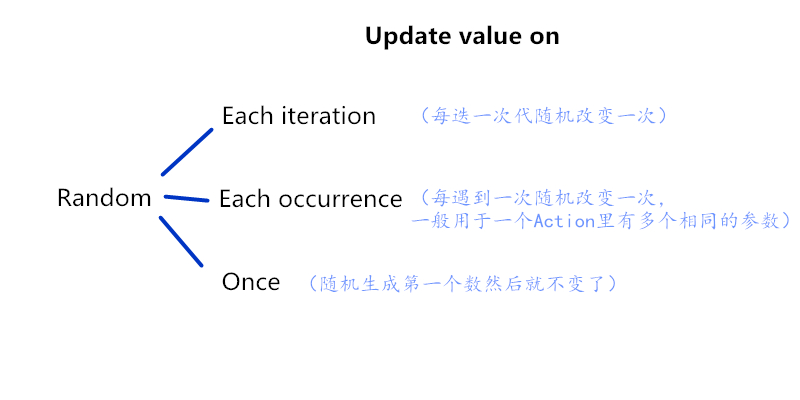 Update value on
Each iteration （每迭一次代随机改变一次）
Random
Each occurrence （每遇到一次随机改变一次，
一般用于一个Action里有多个相同的参数）
Once （随机生成第一个数然后就不变了）